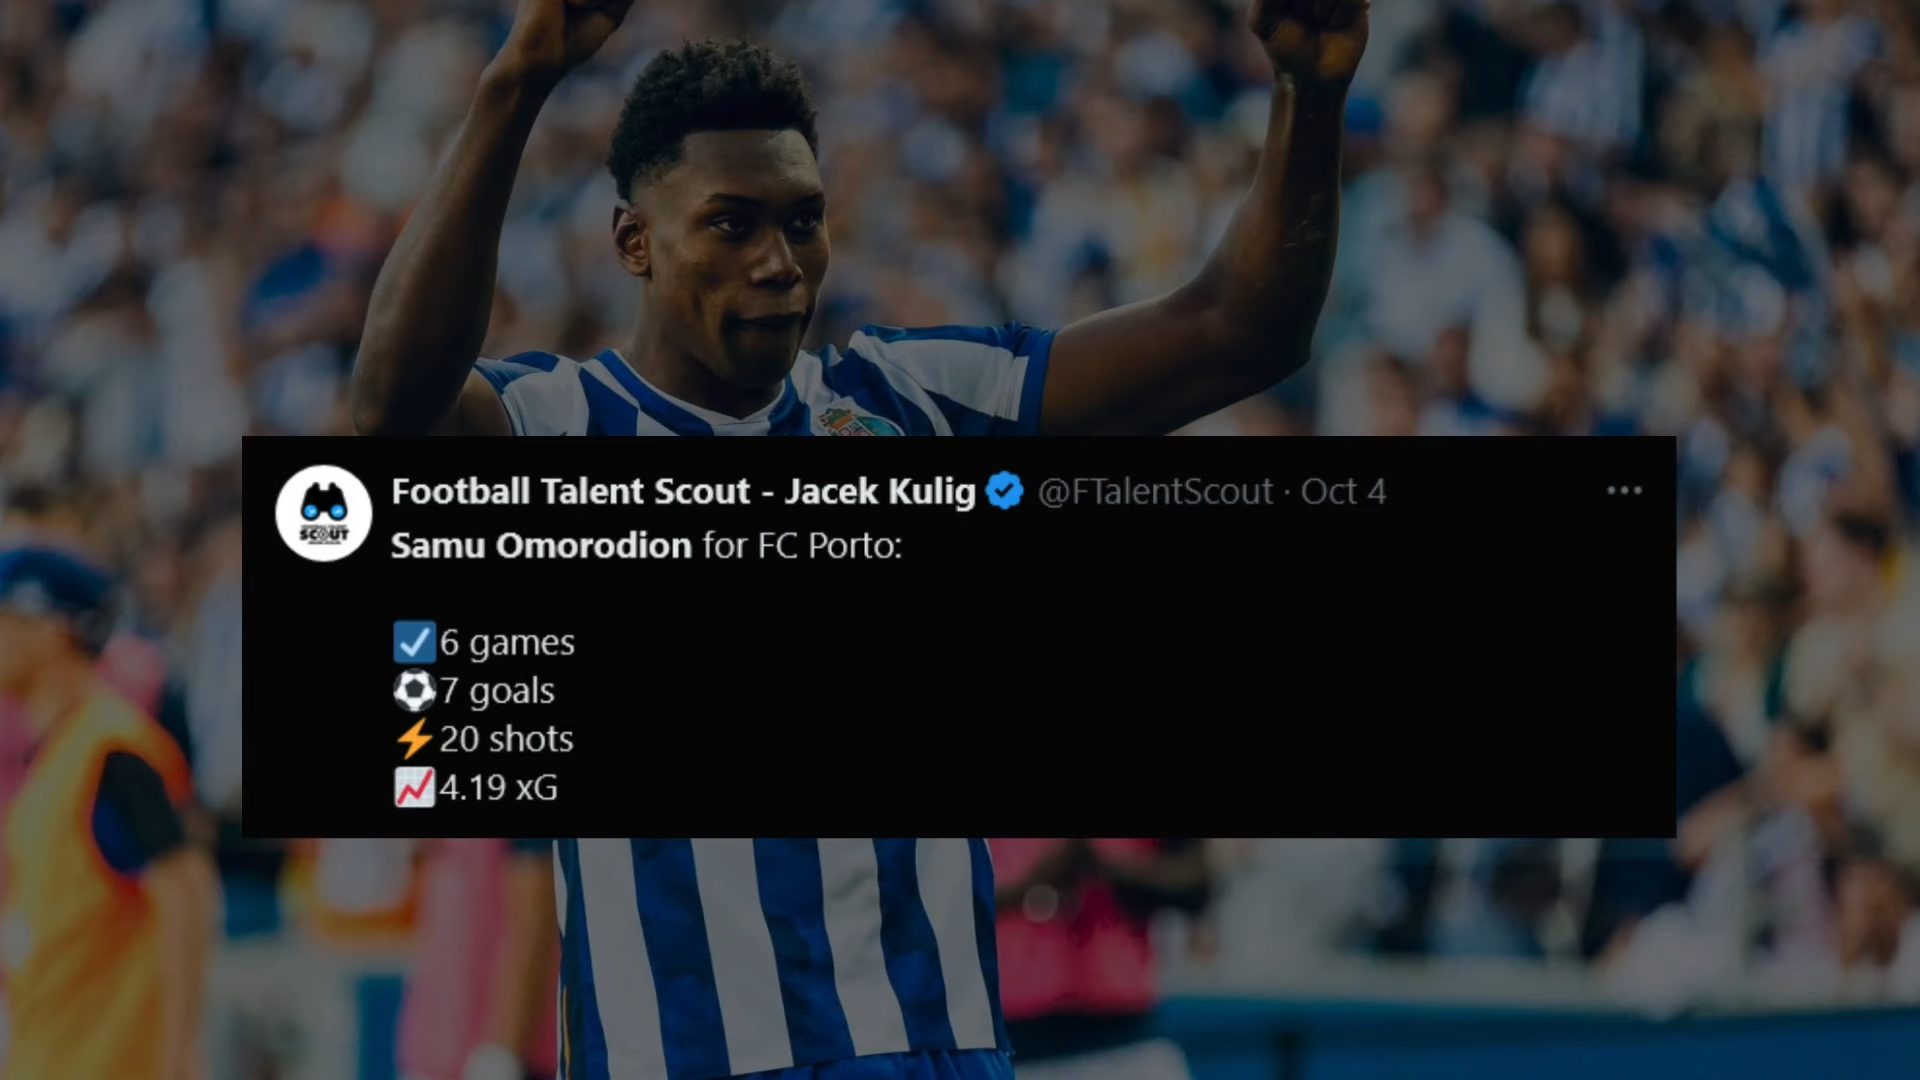 Football Talent Scout - Jacek Kulig @FTalentScout · Oct 4
SCOUT
Samu Omorodion for FC Porto:
6 games
7 goals
20 shots
4.19 xG